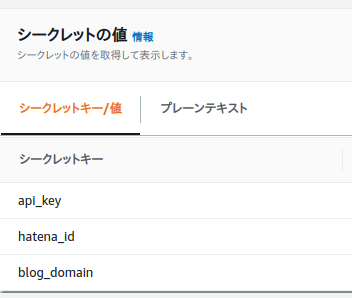 シークレットの値 情報
シークレットの値を取得して表示します。
シークレットキー/値 プレーンテキスト
シークレットキー
api_key
hatena_id
blog_domain